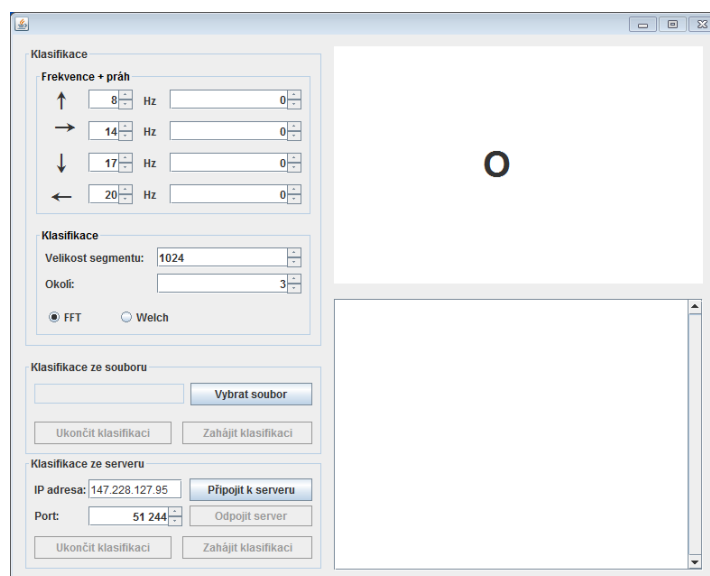 Klasifikace
Frekvence + práh
↑ 8 Hz 0
→ 14 Hz 0
↓ 17 Hz 0
← 20 Hz 0
Klasifikace
Velikost segmentu: 1024
Okolí: 3
FFT Welch
Klasifikace ze souboru
Vybrat soubor
Ukončit klasifikaci Zahájit klasifikaci
Klasifikace ze serveru
IP adresa: 147.228.127.95 Připojit k serveru
Port: 51 244 Odpojit server
Ukončit klasifikaci Zahájit klasifikaci
O